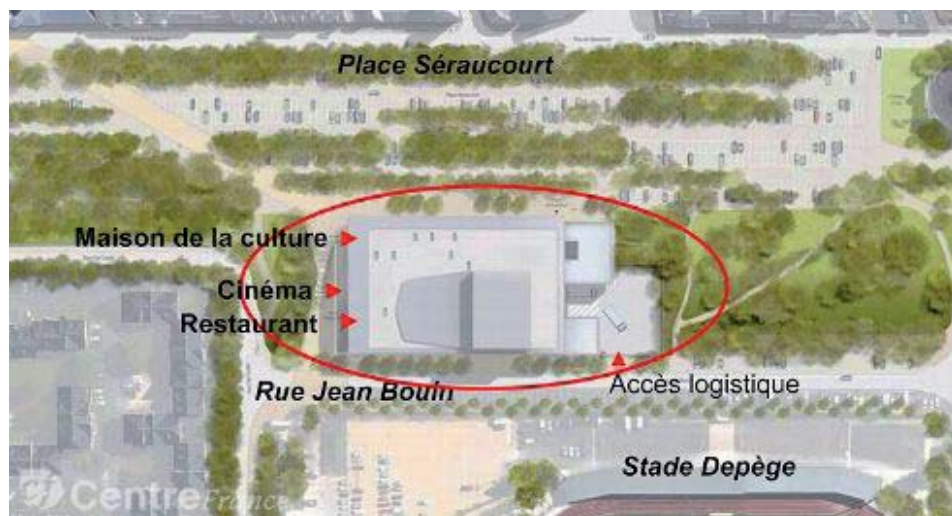 Place Séraucourt
Maison de la culture
Cinéma
Restaurant
Rue Jean Bouin
Accès logistique
Stade Depège
Centre France